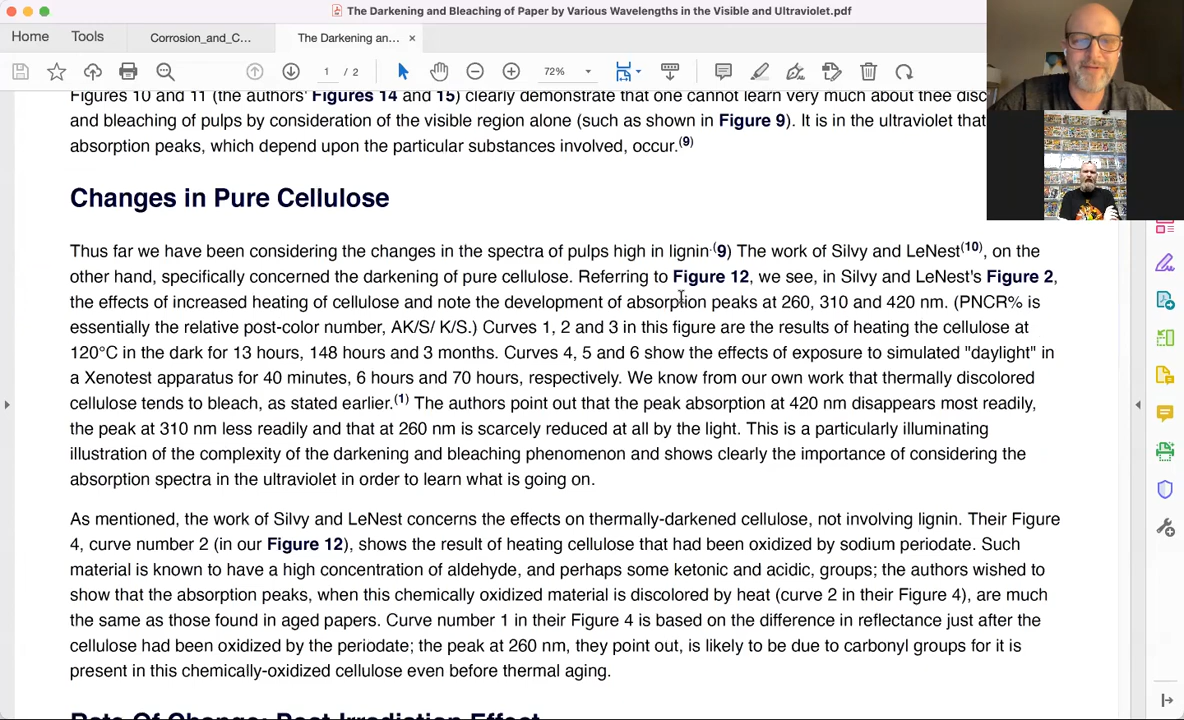 The Darkening and Bleaching of Paper by Various Wavelengths in the Visible and Ultraviolet.pdf
Home
Tools
Corrosion_and_C...
The Darkening an...
×
1 / 2
72%
Figures 10 and 11 (the authors' Figures 14 and 15) clearly demonstrate that one cannot learn very much about thee disc
and bleaching of pulps by consideration of the visible region alone (such as shown in Figure 9). It is in the ultraviolet that
absorption peaks, which depend upon the particular substances involved, occur.(9)
Changes in Pure Cellulose
Thus far we have been considering the changes in the spectra of pulps high in lignin.(9) The work of Silvy and LeNest(10), on the
other hand, specifically concerned the darkening of pure cellulose. Referring to Figure 12, we see, in Silvy and LeNest's Figure 2,
the effects of increased heating of cellulose and note the development of absorption peaks at 260, 310 and 420 nm. (PNCR% is
essentially the relative post-color number, AK/S/ K/S.) Curves 1, 2 and 3 in this figure are the results of heating the cellulose at
120°C in the dark for 13 hours, 148 hours and 3 months. Curves 4, 5 and 6 show the effects of exposure to simulated "daylight" in
a Xenotest apparatus for 40 minutes, 6 hours and 70 hours, respectively. We know from our own work that thermally discolored
cellulose tends to bleach, as stated earlier.(1) The authors point out that the peak absorption at 420 nm disappears most readily,
the peak at 310 nm less readily and that at 260 nm is scarcely reduced at all by the light. This is a particularly illuminating
illustration of the complexity of the darkening and bleaching phenomenon and shows clearly the importance of considering the
absorption spectra in the ultraviolet in order to learn what is going on.
As mentioned, the work of Silvy and LeNest concerns the effects on thermally-darkened cellulose, not involving lignin. Their Figure
4, curve number 2 (in our Figure 12), shows the result of heating cellulose that had been oxidized by sodium periodate. Such
material is known to have a high concentration of aldehyde, and perhaps some ketonic and acidic, groups; the authors wished to
show that the absorption peaks, when this chemically oxidized material is discolored by heat (curve 2 in their Figure 4), are much
the same as those found in aged papers. Curve number 1 in their Figure 4 is based on the difference in reflectance just after the
cellulose had been oxidized by the periodate; the peak at 260 nm, they point out, is likely to be due to carbonyl groups for it is
present in this chemically-oxidized cellulose even before thermal aging.
Rate Of Change: Post Irradiation Effect